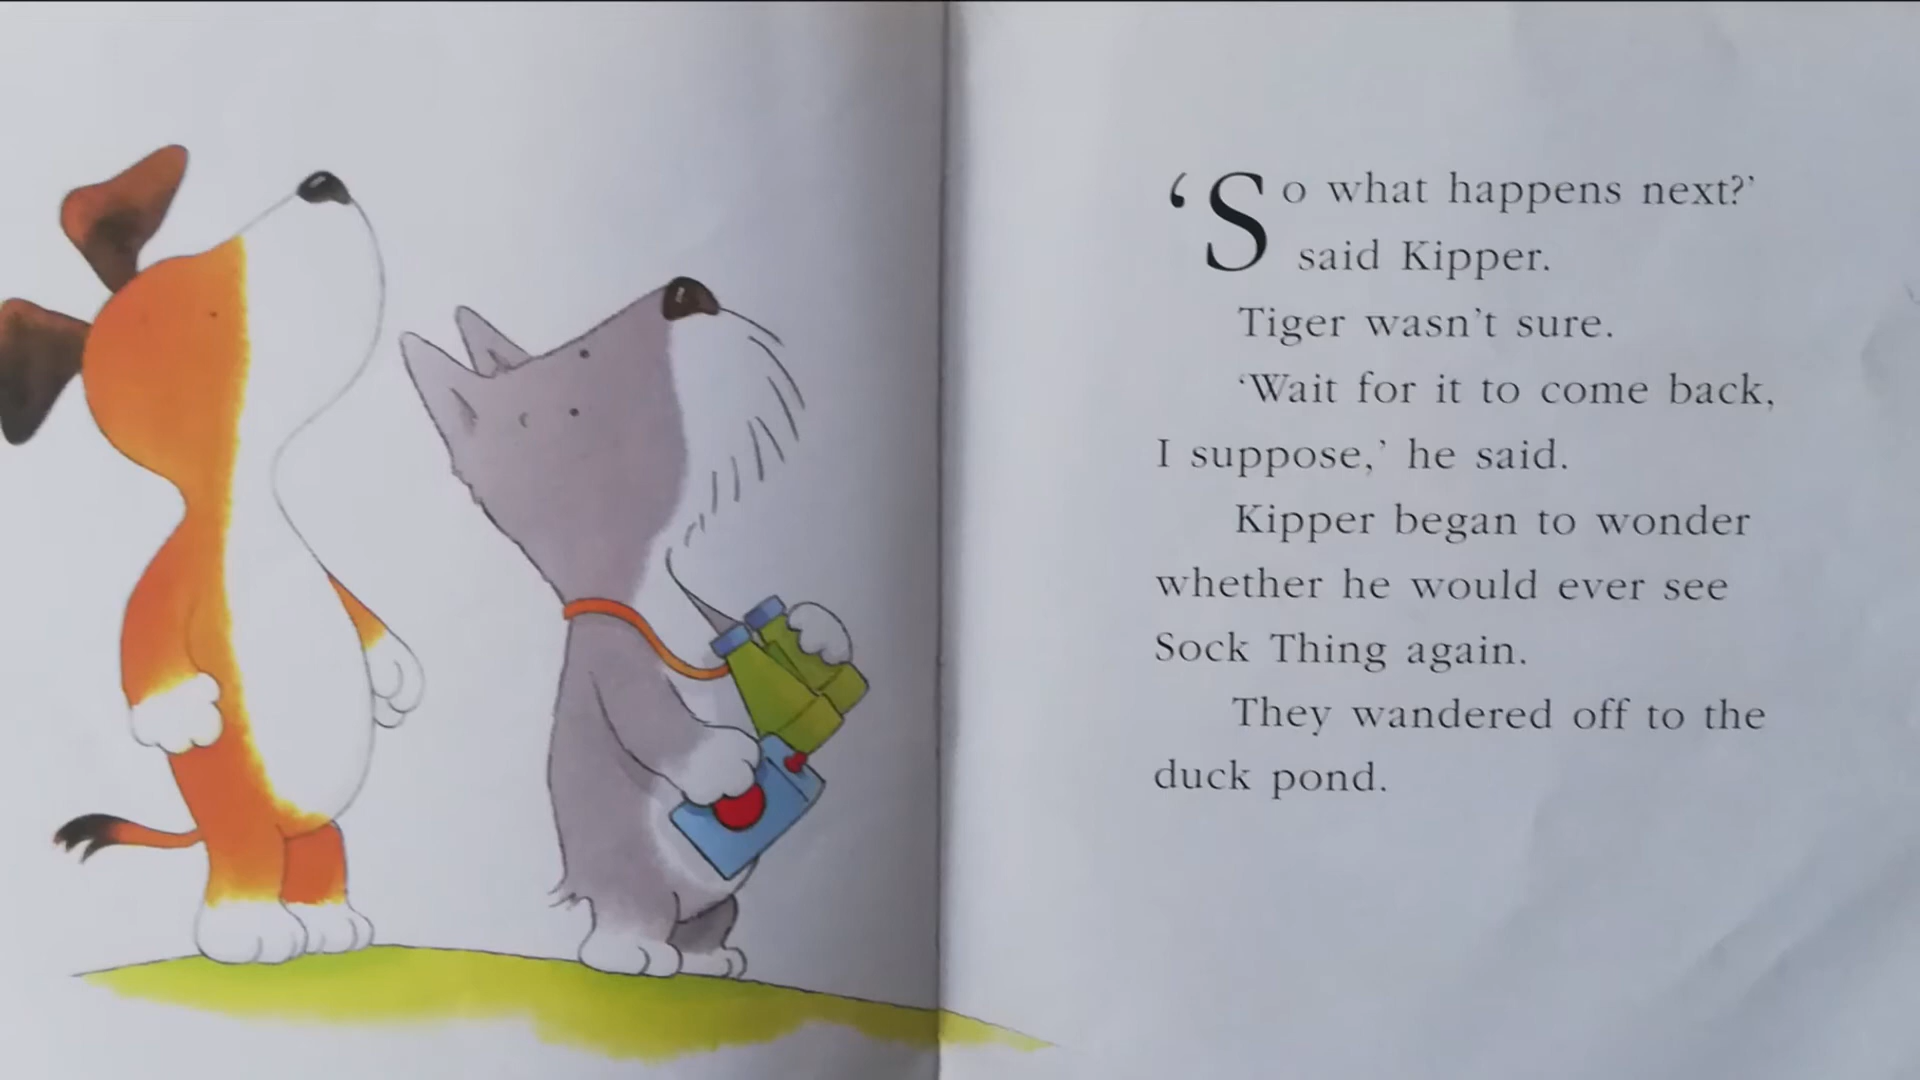 ‘So what happens next?’
said Kipper.
Tiger wasn’t sure.
‘Wait for it to come back,
I suppose,’ he said.
Kipper began to wonder
whether he would ever see
Sock Thing again.
They wandered off to the
duck pond.